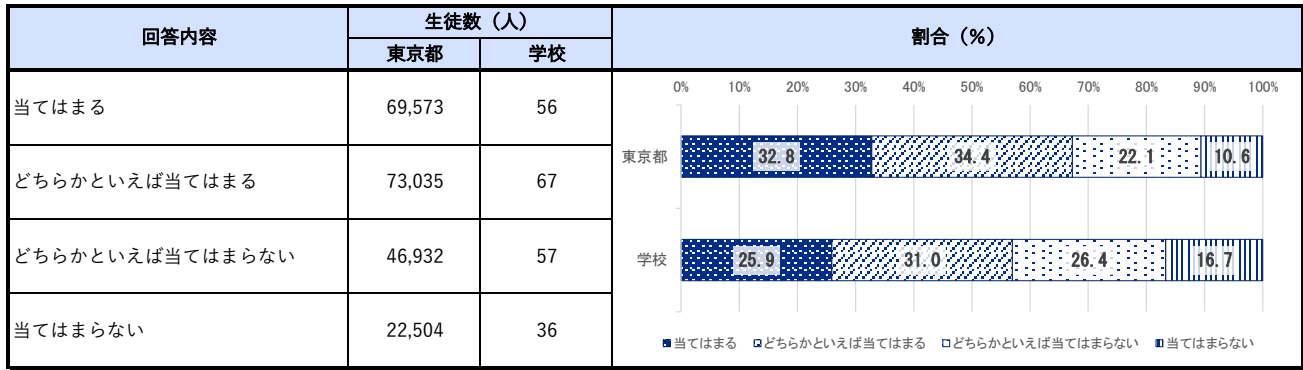 回答内容 生徒数（人） 割合（%）
東京都 学校
当てはまる 69,573 56
どちらかといえば当てはまる 73,035 67
どちらかといえば当てはまらない 46,932 57
当てはまらない 22,504 36
0% 10% 20% 30% 40% 50% 60% 70% 80% 90% 100%
東京都 32.8 34.4 22.1 10.6
学校 25.9 31.0 26.4 16.7
当てはまる どちらかといえば当てはまる どちらかといえば当てはまらない 当てはまらない